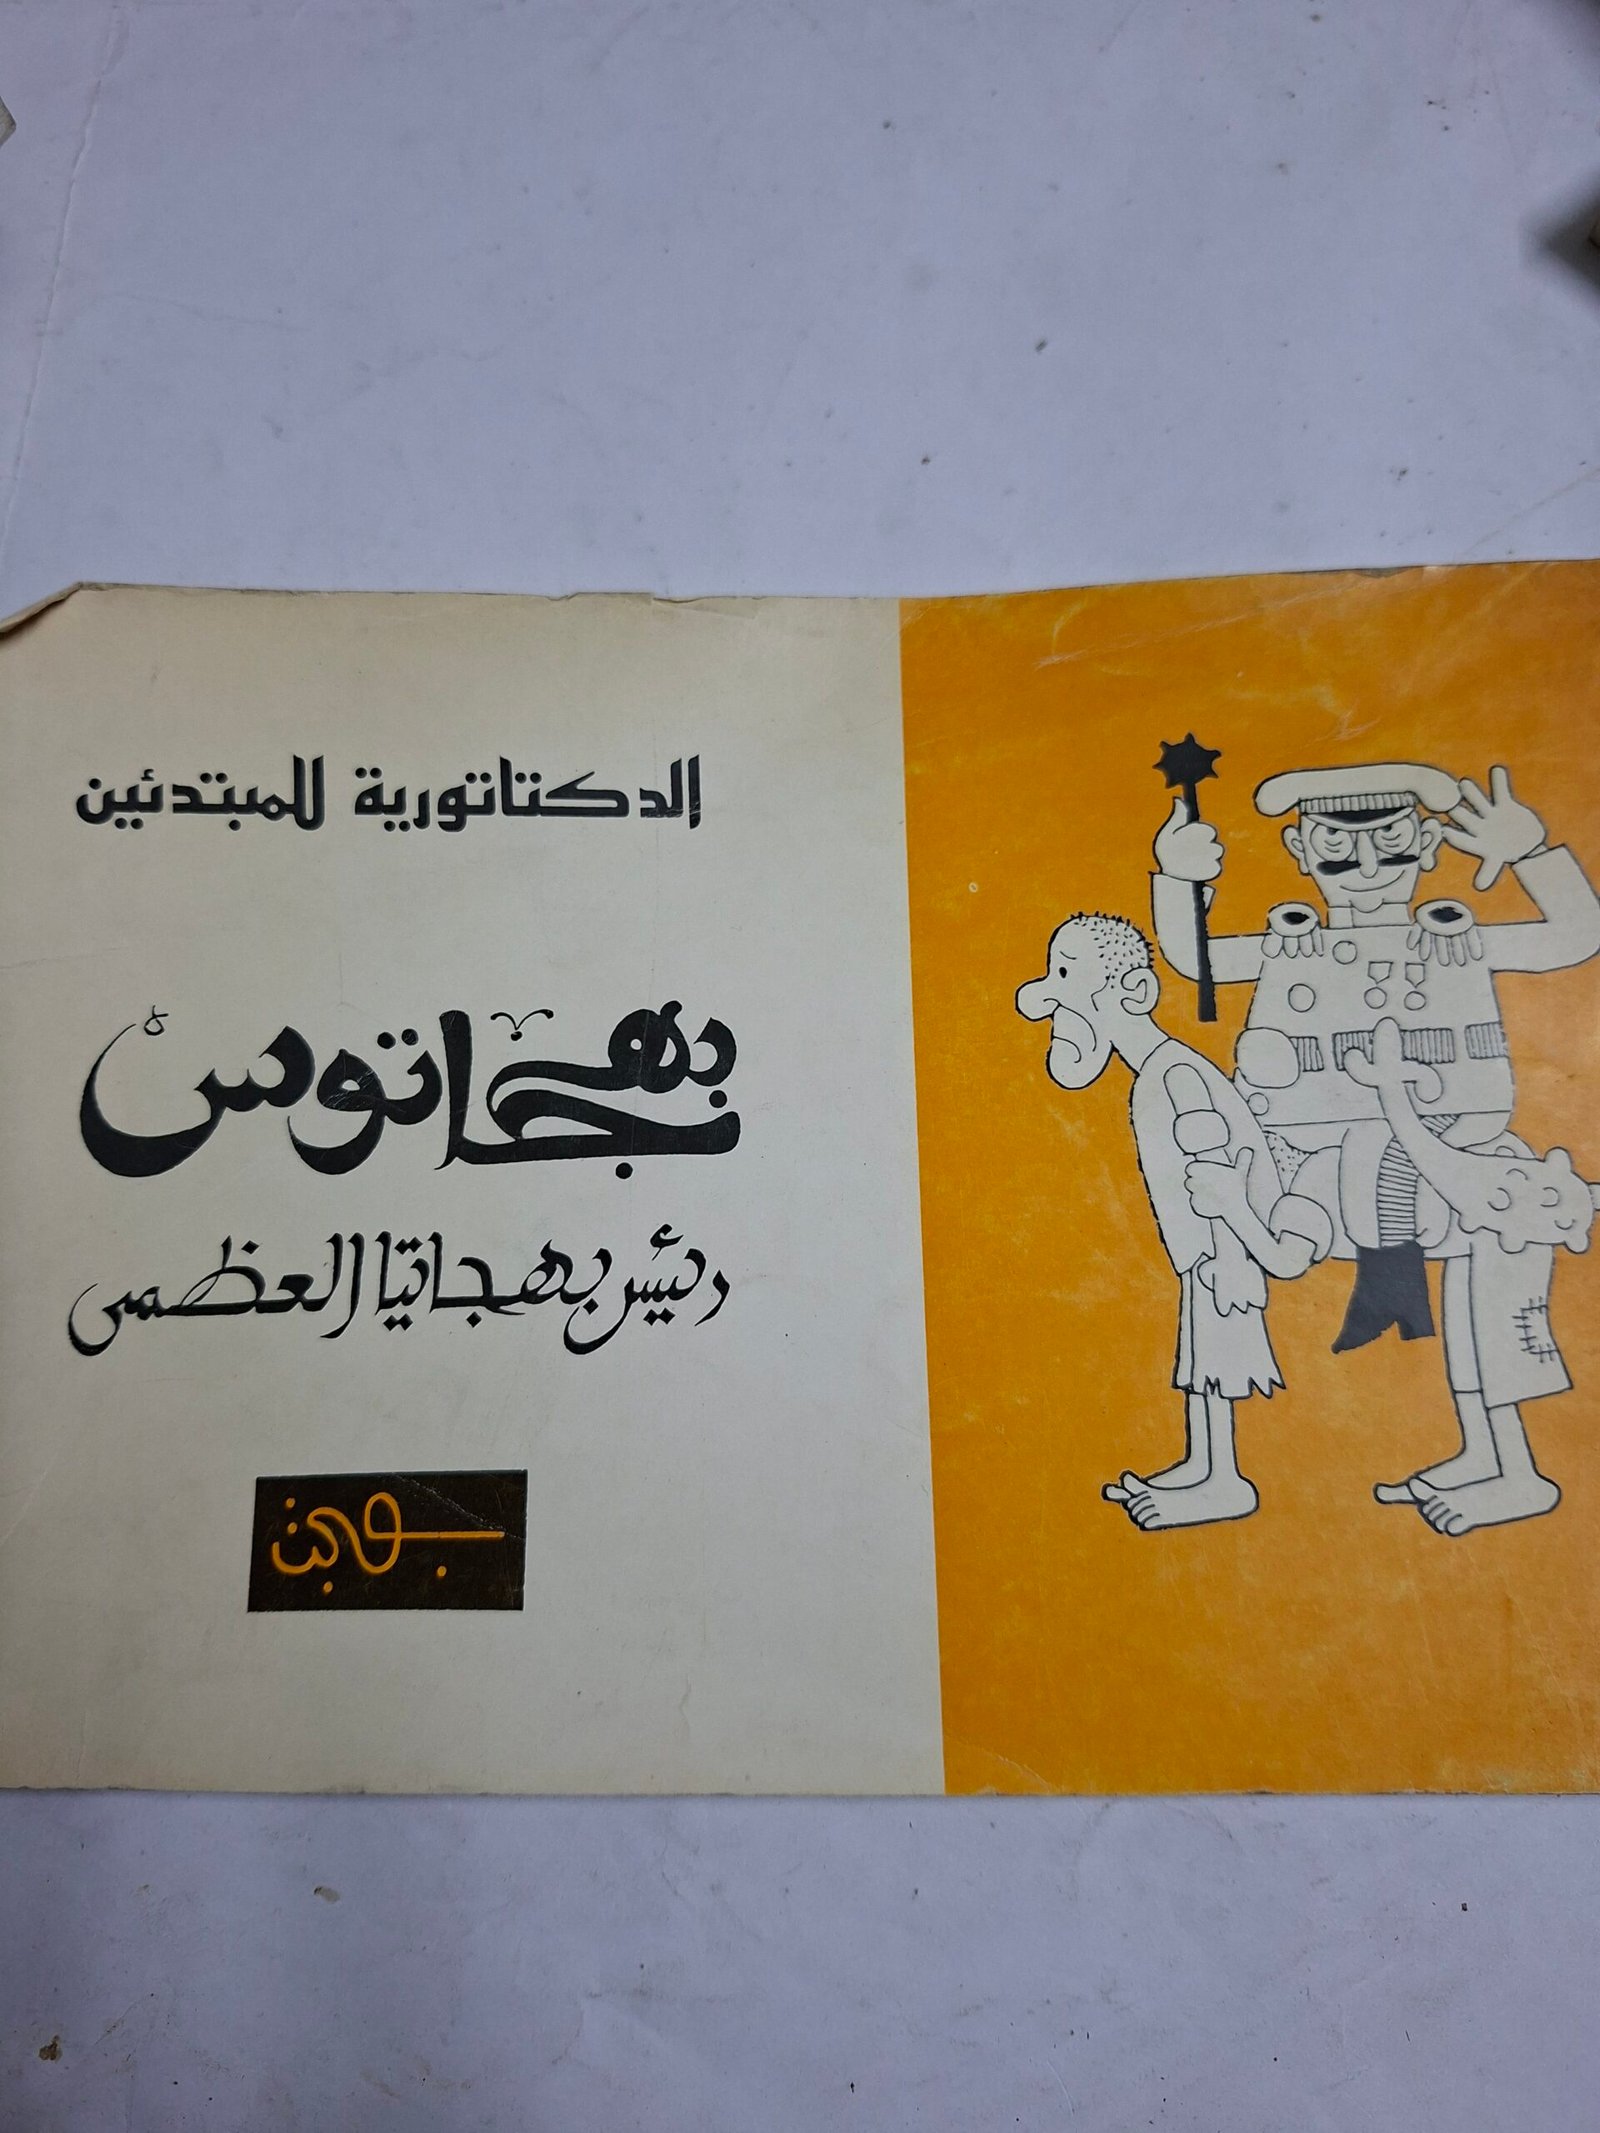 الدكتاتورية للمبتدئين
بهجاتوس
رئيس بهجاتيا العظمى
بهجت